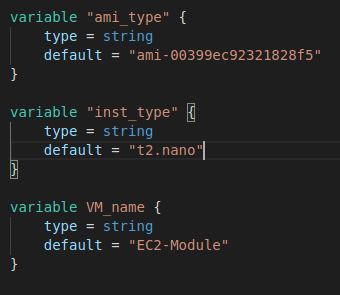 variable "ami_type" {
    type = string
    default = "ami-00399ec92321828f5"
}
variable "inst_type" {
    type = string
    default = "t2.nano"
}
variable VM_name {
    type = string
    default = "EC2-Module"
}